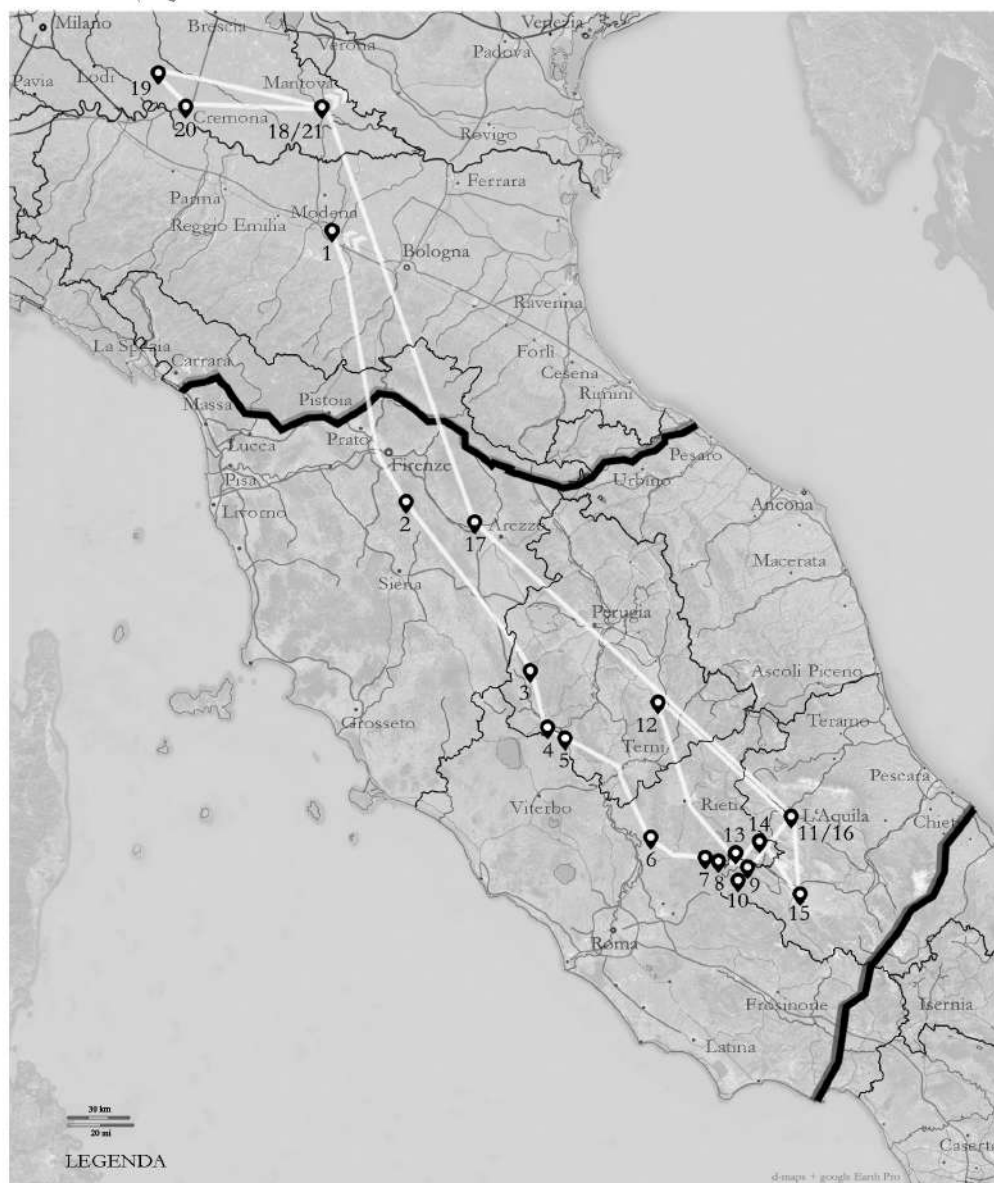 Milano
Brescia
Verona
Venezia
Padova
Pavia
Lodi
Mantova
19
20
Cremona
18/21
Rovigo
Ferrara
Parma
Modena
Reggio Emilia
1
Bologna
Ravenna
La Spezia
Carrara
Forlì
Cesena
Rimini
Massa
Pistoia
Prato
Lucca
Firenze
Pesaro
Urbino
Pisa
Livorno
2
Ancona
17
Arezzo
Siena
Macerata
Perugia
3
Ascoli Piceno
Grosseto
12
Teramo
4
5
Terni
Pescara
Viterbo
Rieti
L'Aquila
Chieti
11/16
13
14
6
7
8
9
10
15
Roma
Frosinone
Isernia
Latina
30 km
20 mi
LEGENDA
Caserta
d-maps + google Earth Pro